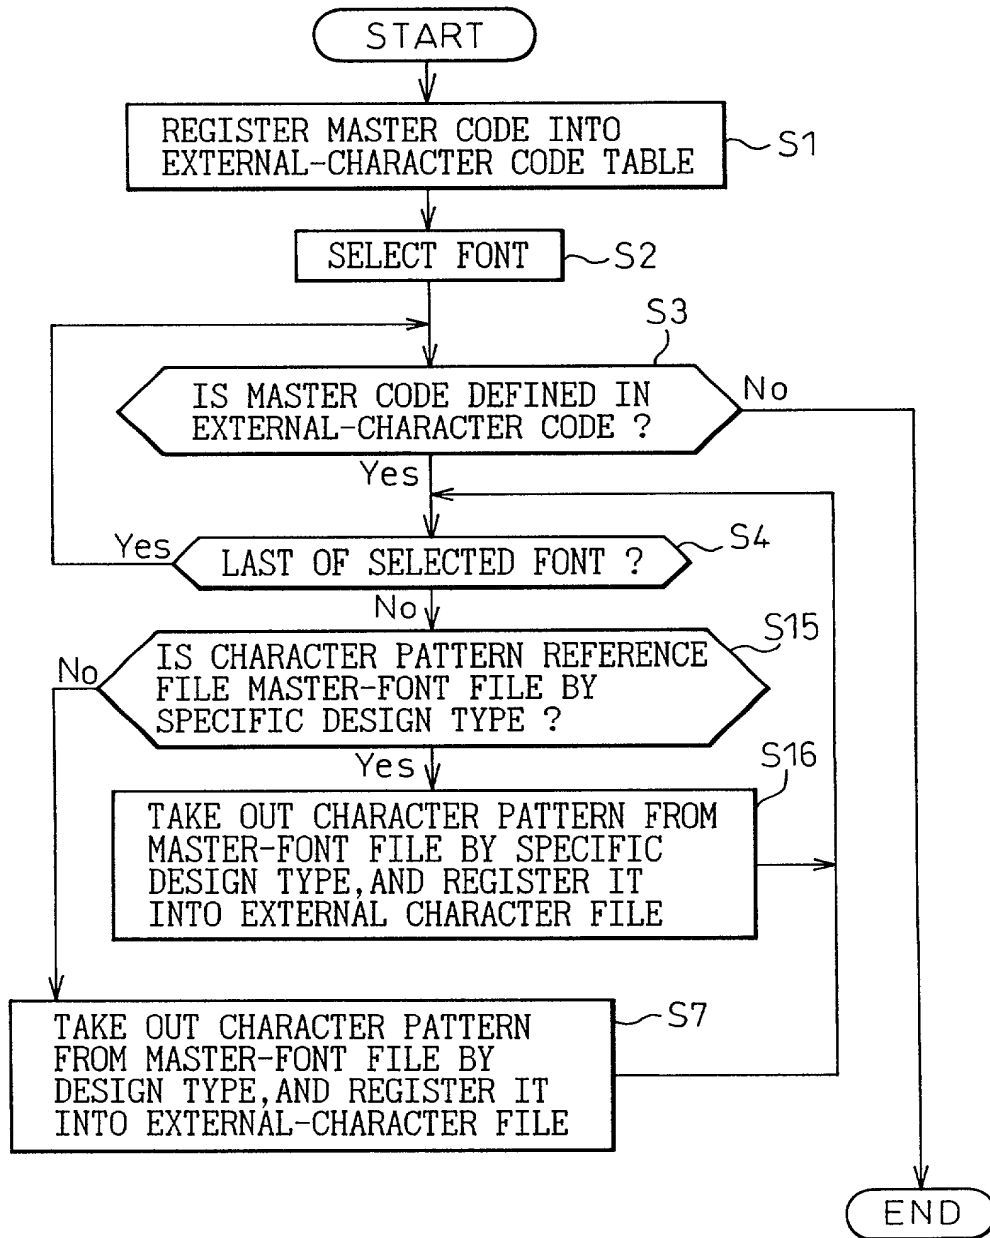 START
REGISTER MASTER CODE INTO
EXTERNAL-CHARACTER CODE TABLE
S1
SELECT FONT
S2
S3
IS MASTER CODE DEFINED IN
EXTERNAL-CHARACTER CODE ?
No
Yes
S4
Yes
LAST OF SELECTED FONT ?
No
S15
No
IS CHARACTER PATTERN REFERENCE
FILE MASTER-FONT FILE BY
SPECIFIC DESIGN TYPE ?
Yes
S16
TAKE OUT CHARACTER PATTERN FROM
MASTER-FONT FILE BY SPECIFIC
DESIGN TYPE,AND REGISTER IT
INTO EXTERNAL CHARACTER FILE
S7
TAKE OUT CHARACTER PATTERN
FROM MASTER-FONT FILE BY
DESIGN TYPE,AND REGISTER IT
INTO EXTERNAL-CHARACTER FILE
END